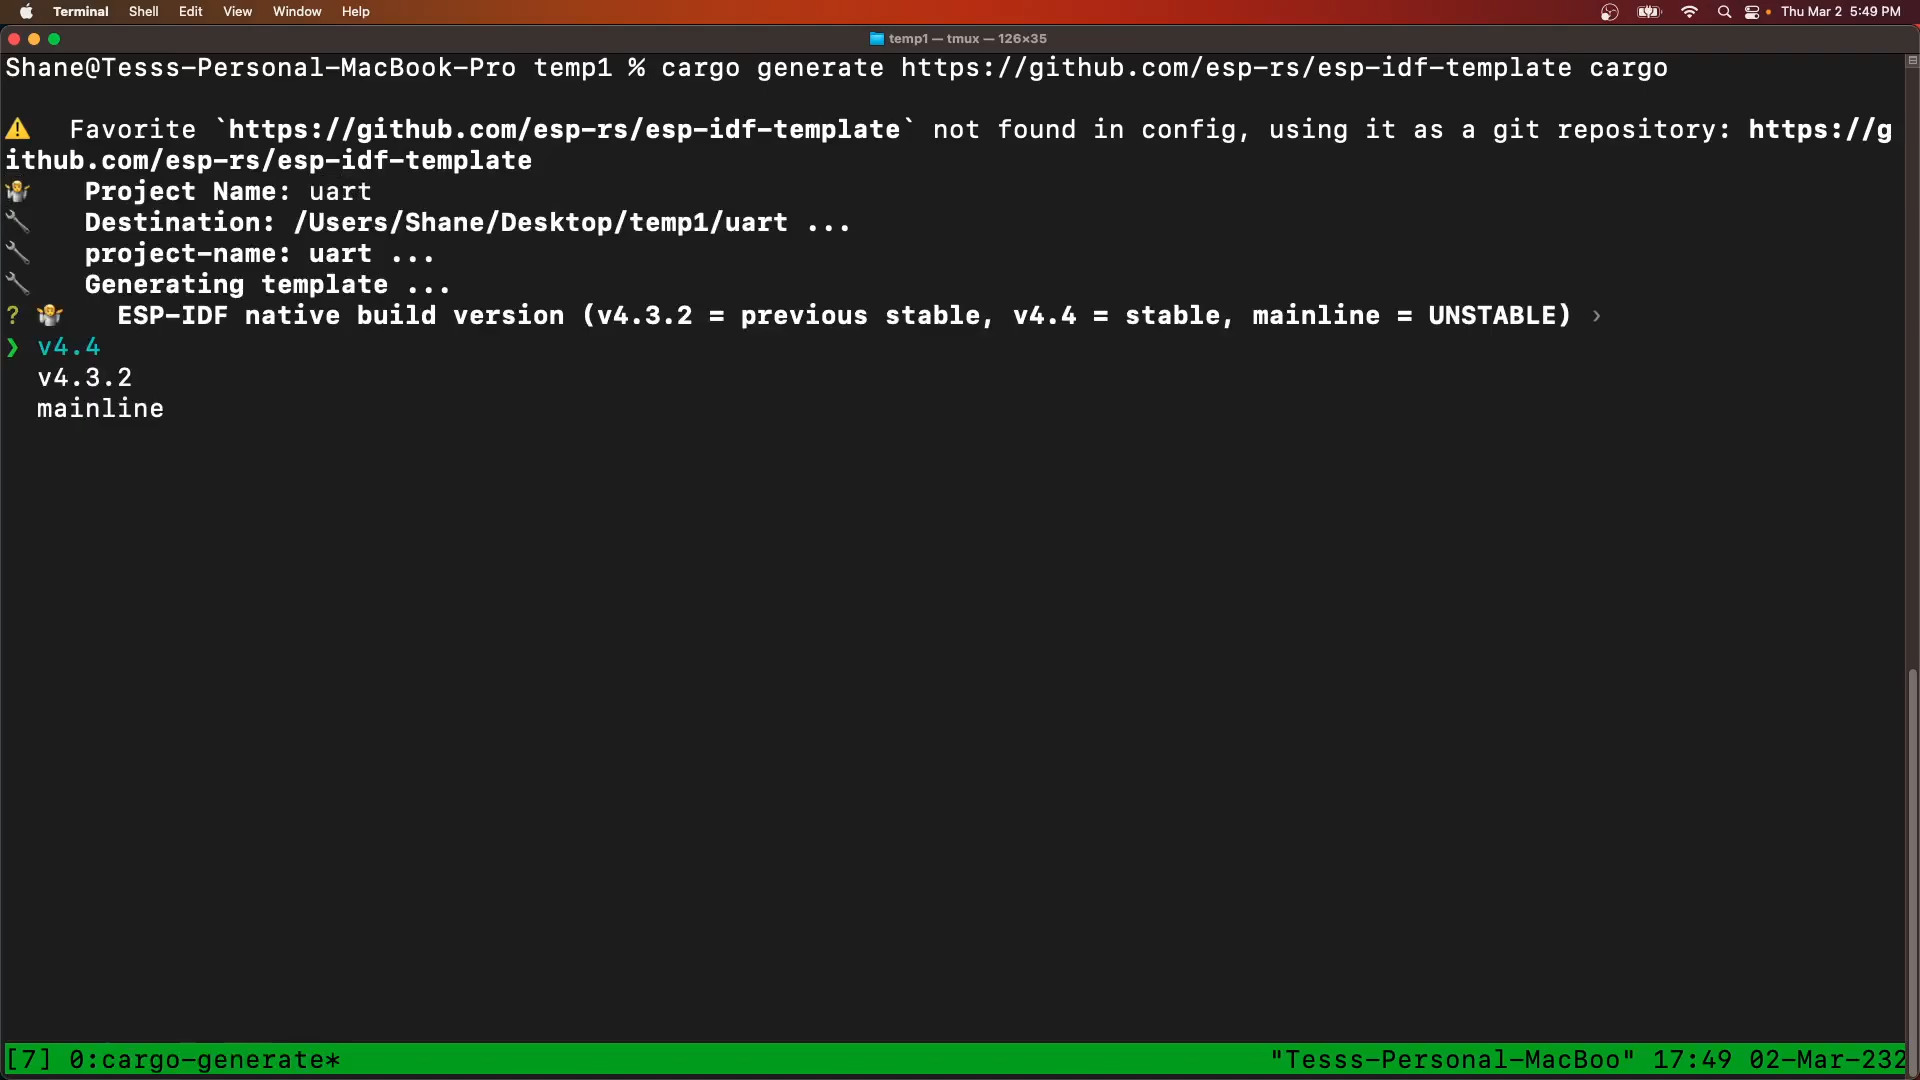 Terminal Shell Edit View Window Help Thu Mar 2 5:49 PM
temp1 — tmux — 126×35
Shane@Tesss-Personal-MacBook-Pro temp1 % cargo generate https://github.com/esp-rs/esp-idf-template cargo
⚠️ Favorite `https://github.com/esp-rs/esp-idf-template` not found in config, using it as a git repository: https://g
ithub.com/esp-rs/esp-idf-template
🤷 Project Name: uart
🔧 Destination: /Users/Shane/Desktop/temp1/uart ...
🔧 project-name: uart ...
🔧 Generating template ...
? 🤷 ESP-IDF native build version (v4.3.2 = previous stable, v4.4 = stable, mainline = UNSTABLE) ›
❯ v4.4
v4.3.2
mainline
[7] 0:cargo-generate* "Tesss-Personal-MacBoo" 17:49 02-Mar-232